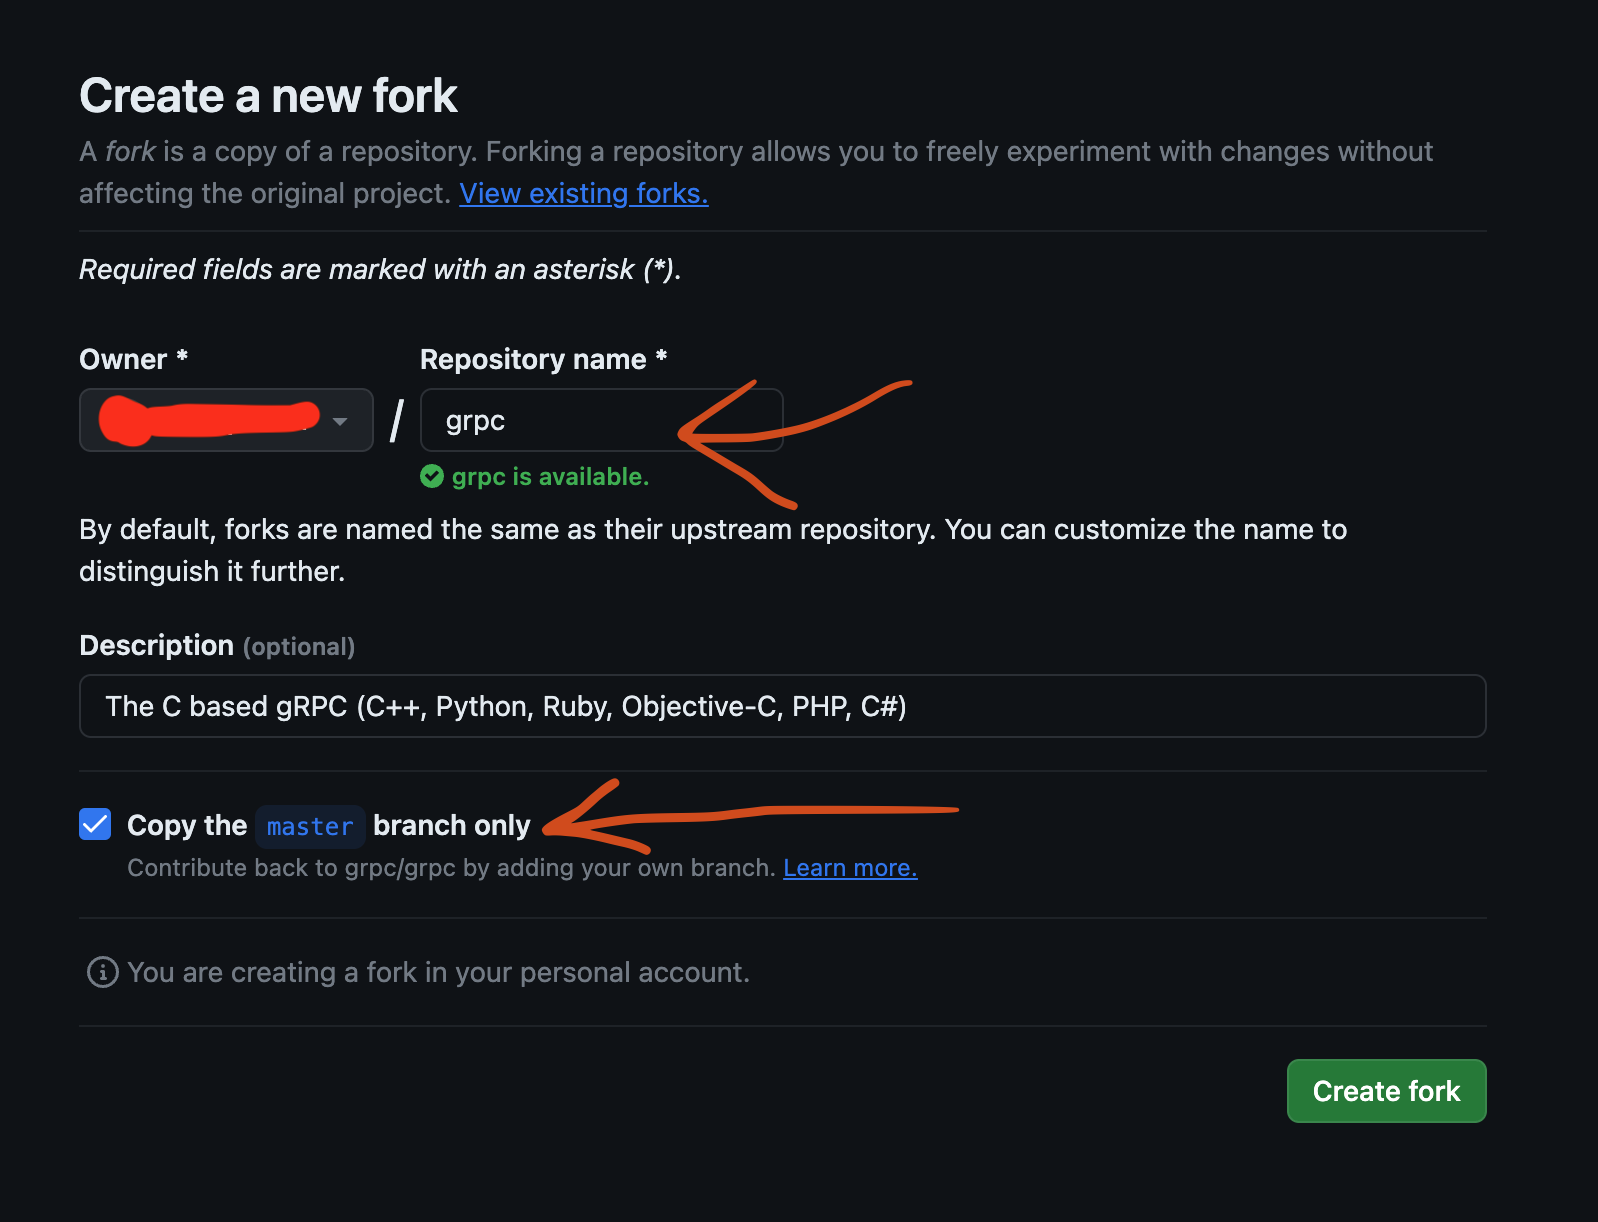 Create a new fork
A fork is a copy of a repository. Forking a repository allows you to freely experiment with changes without
affecting the original project. View existing forks.
Required fields are marked with an asterisk (*).
Owner *
Repository name *
/
grpc
grpc is available.
By default, forks are named the same as their upstream repository. You can customize the name to
distinguish it further.
Description (optional)
The C based gRPC (C++, Python, Ruby, Objective-C, PHP, C#)
Copy the master branch only
Contribute back to grpc/grpc by adding your own branch. Learn more.
You are creating a fork in your personal account.
Create fork